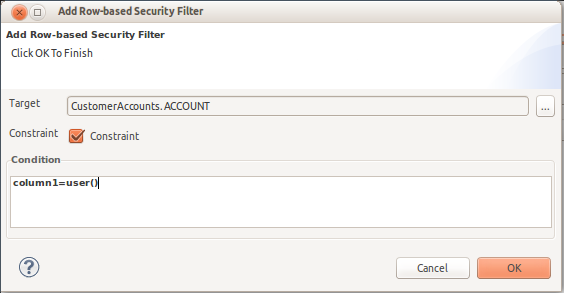 Add Row-based Security Filter
Add Row-based Security Filter
Click OK To Finish
Target CustomerAccounts.ACCOUNT ...
Constraint Constraint
Condition
column1=user()
? Cancel OK